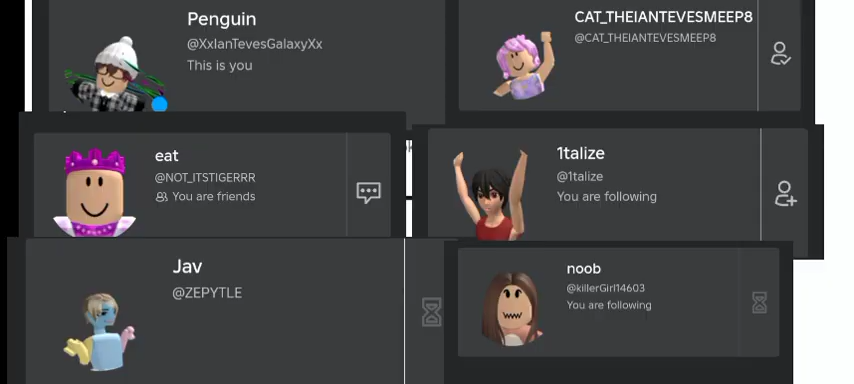 Penguin
@XxIanTevesGalaxyXx
This is you
CAT_THEIANTEVESMEEP8
@CAT_THEIANTEVESMEEP8
eat
@NOT_ITSTIGERRR
You are friends
1talize
@1talize
You are following
Jav
@ZEPYTLE
noob
@killerGirl14603
You are following